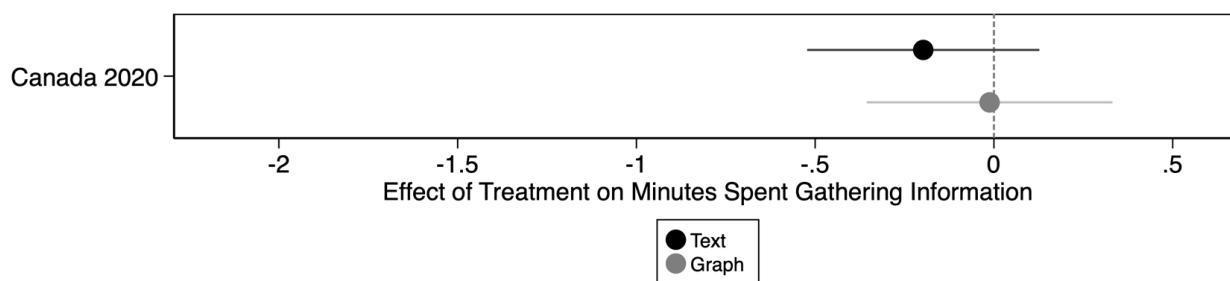 Canada 2020
-2 -1.5 -1 -.5 0 .5
Effect of Treatment on Minutes Spent Gathering Information
Text
Graph